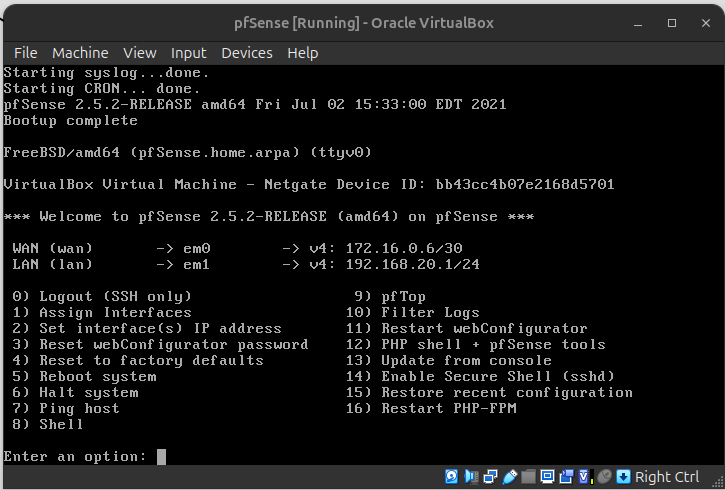 pfSense [Running] - Oracle VirtualBox
File Machine View Input Devices Help
Starting syslog...done.
Starting CRON... done.
pfSense 2.5.2-RELEASE amd64 Fri Jul 02 15:33:00 EDT 2021
Bootup complete
FreeBSD/amd64 (pfSense.home.arpa) (ttyv0)
VirtualBox Virtual Machine - Netgate Device ID: bb43cc4b07e2168d5701
*** Welcome to pfSense 2.5.2-RELEASE (amd64) on pfSense ***
WAN (wan) -> em0 -> v4: 172.16.0.6/30
LAN (lan) -> em1 -> v4: 192.168.20.1/24
0) Logout (SSH only) 9) pfTop
1) Assign Interfaces 10) Filter Logs
2) Set interface(s) IP address 11) Restart webConfigurator
3) Reset webConfigurator password 12) PHP shell + pfSense tools
4) Reset to factory defaults 13) Update from console
5) Reboot system 14) Enable Secure Shell (sshd)
6) Halt system 15) Restore recent configuration
7) Ping host 16) Restart PHP-FPM
8) Shell
Enter an option:
Right Ctrl